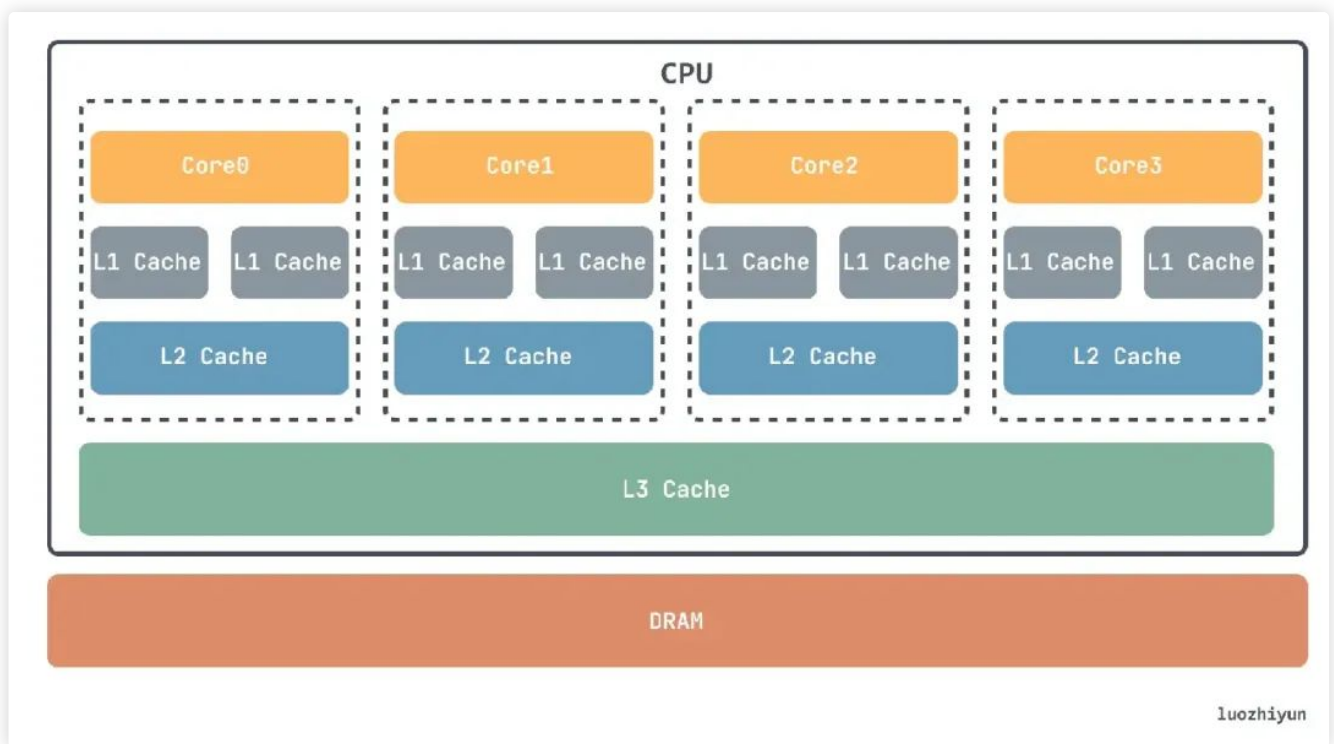 CPU
Core0 Core1 Core2 Core3
L1 Cache L1 Cache L1 Cache L1 Cache L1 Cache L1 Cache L1 Cache L1 Cache
L2 Cache L2 Cache L2 Cache L2 Cache
L3 Cache
DRAM
luozhiyun